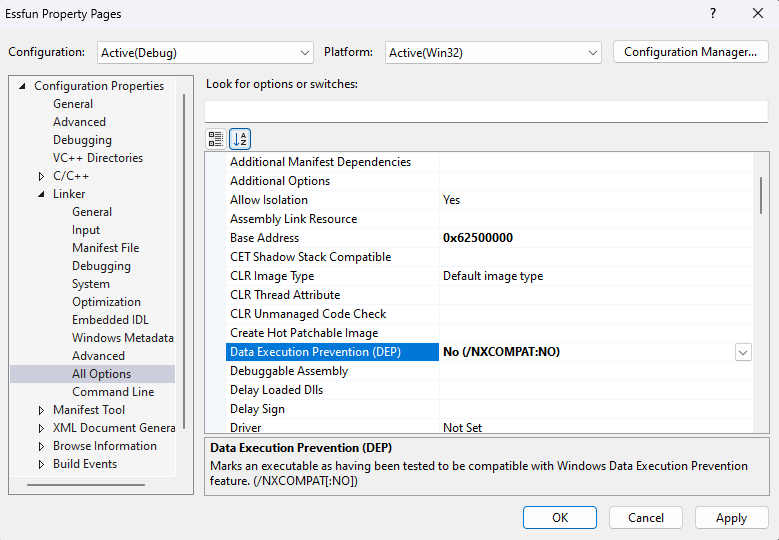 Essfun Property Pages
Configuration: Active(Debug) Platform: Active(Win32) Configuration Manager...
Configuration Properties
General
Advanced
Debugging
VC++ Directories
C/C++
Linker
General
Input
Manifest File
Debugging
System
Optimization
Embedded IDL
Windows Metadata
Advanced
All Options
Command Line
Manifest Tool
XML Document Genera
Browse Information
Build Events
Look for options or switches:
Additional Manifest Dependencies
Additional Options
Allow Isolation Yes
Assembly Link Resource
Base Address 0x62500000
CET Shadow Stack Compatible
CLR Image Type Default image type
CLR Thread Attribute
CLR Unmanaged Code Check
Create Hot Patchable Image
Data Execution Prevention (DEP) No (/NXCOMPAT:NO)
Debuggable Assembly
Delay Loaded Dlls
Delay Sign
Driver Not Set
Data Execution Prevention (DEP)
Marks an executable as having been tested to be compatible with Windows Data Execution Prevention
feature. (/NXCOMPAT[:NO])
OK Cancel Apply